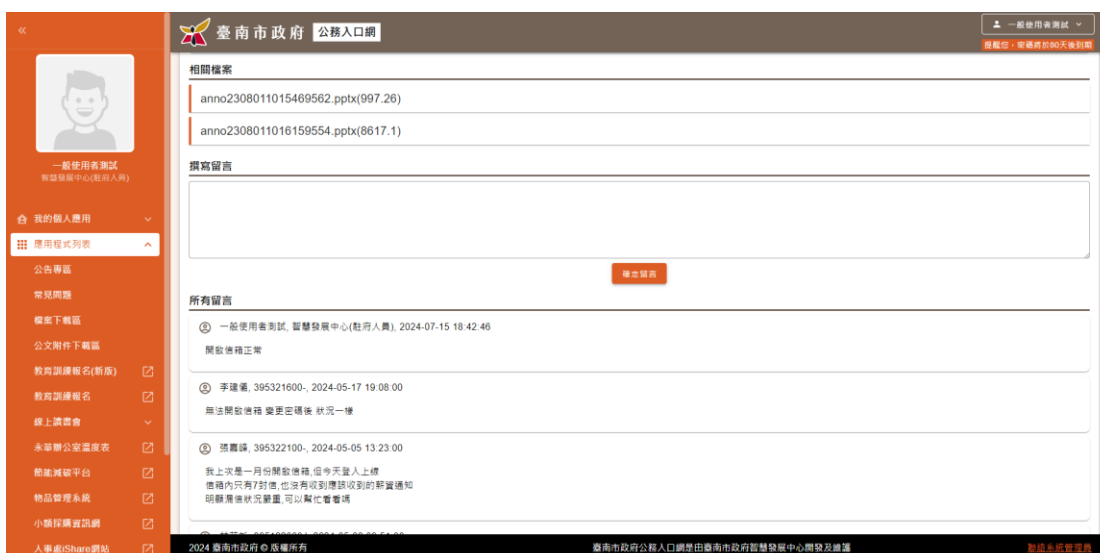 臺南市政府 公務人口網
一般使用者測試
提醒您，密碼將於80天後到期
一般使用者測試
智慧發展中心(駐府人員)
我的個人應用
應用程式列表
公告專區
常見問題
檔案下載區
公文附件下載區
教育訓練報名(新版)
教育訓練報名
線上讀書會
永華辦公室溫度表
節能減碳平台
物品管理系統
小額採購資訊網
人事處iShare網站
相關檔案
anno2308011015469562.pptx(997.26)
anno2308011016159554.pptx(8617.1)
撰寫留言
確定留言
所有留言
一般使用者測試, 智慧發展中心(駐府人員), 2024-07-15 18:42:46
開啟信箱正常
李建儀, 395321600-, 2024-05-17 19:08:00
無法開啟信箱 變更密碼後 狀況一樣
張嘉峰, 395322100-, 2024-05-05 13:23:00
我上次是一月份開啟信箱,但今天登入上線
信箱內只有7封信,也沒有收到應該收到的薪資通知
明顯漏信狀況嚴重,可以幫忙看看嗎
2024 臺南市政府 © 版權所有
臺南市政府公務入口網是由臺南市政府智慧發展中心開發及維護
聯絡系統管理員